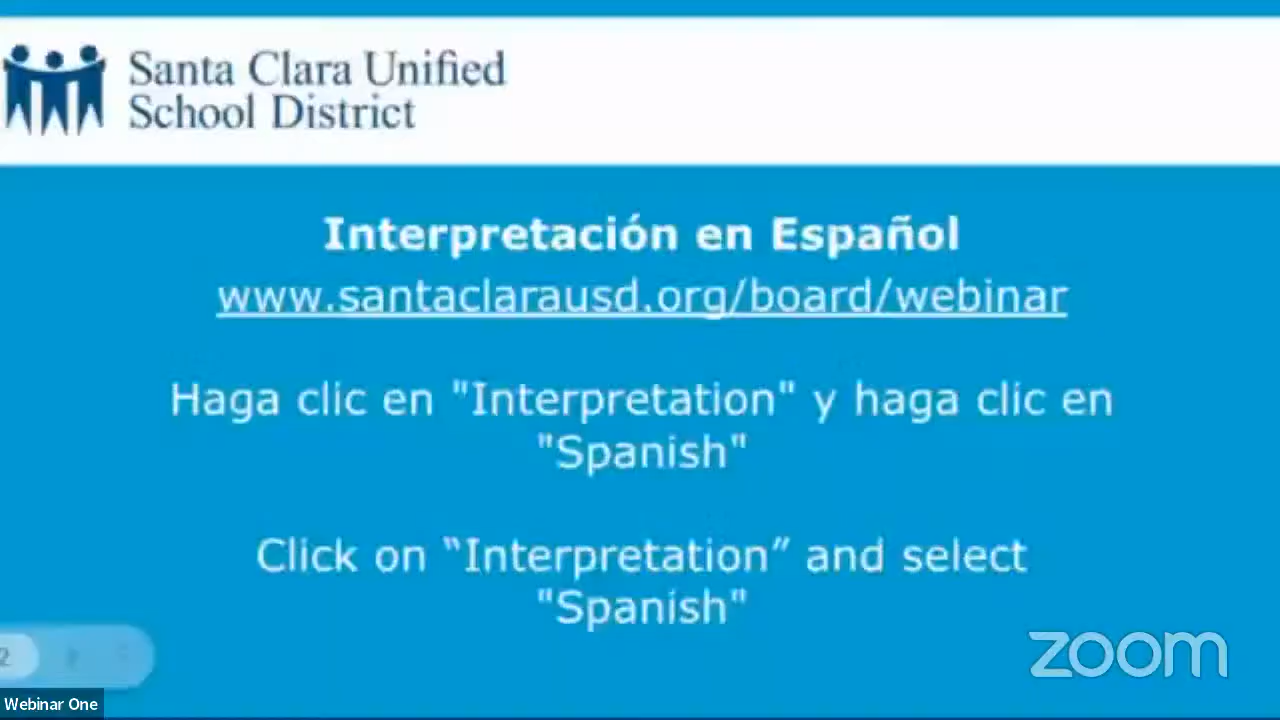 Santa Clara Unified
School District
Interpretación en Español
www.santaclarausd.org/board/webinar
Haga clic en "Interpretation" y haga clic en
"Spanish"
Click on “Interpretation” and select
"Spanish"
2
zoom
Webinar One